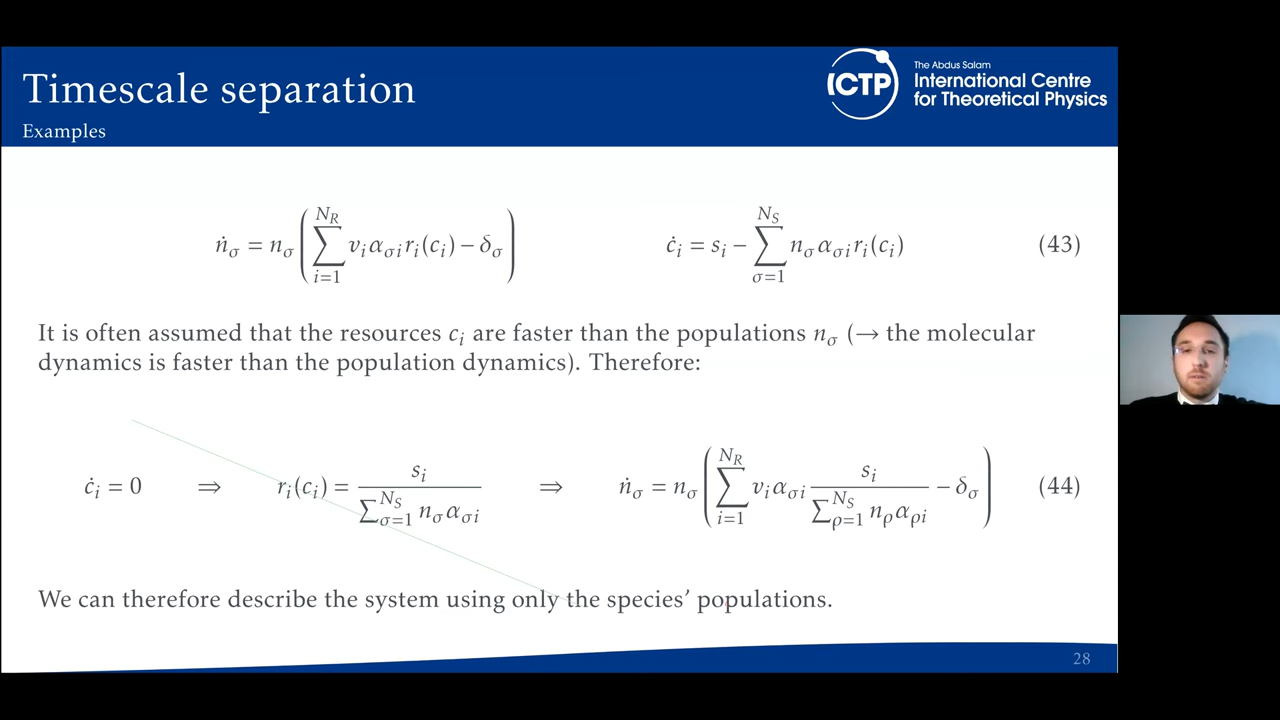 Timescale separation
Examples
ICTP
The Abdus Salam
International Centre
for Theoretical Physics
ṅ_σ = n_σ ( ∑_{i=1}^{N_R} v_i α_{σi} r_i(c_i) − δ_σ )    ċ_i = s_i − ∑_{σ=1}^{N_S} n_σ α_{σi} r_i(c_i)    (43)
It is often assumed that the resources c_i are faster than the populations n_σ (→ the molecular
dynamics is faster than the population dynamics). Therefore:
ċ_i = 0 ⇒ r_i(c_i) = s_i / ∑_{σ=1}^{N_S} n_σ α_{σi} ⇒ ṅ_σ = n_σ ( ∑_{i=1}^{N_R} v_i α_{σi} s_i / ∑_{ρ=1}^{N_S} n_ρ α_{ρi} − δ_σ )    (44)
We can therefore describe the system using only the species’ populations.
28